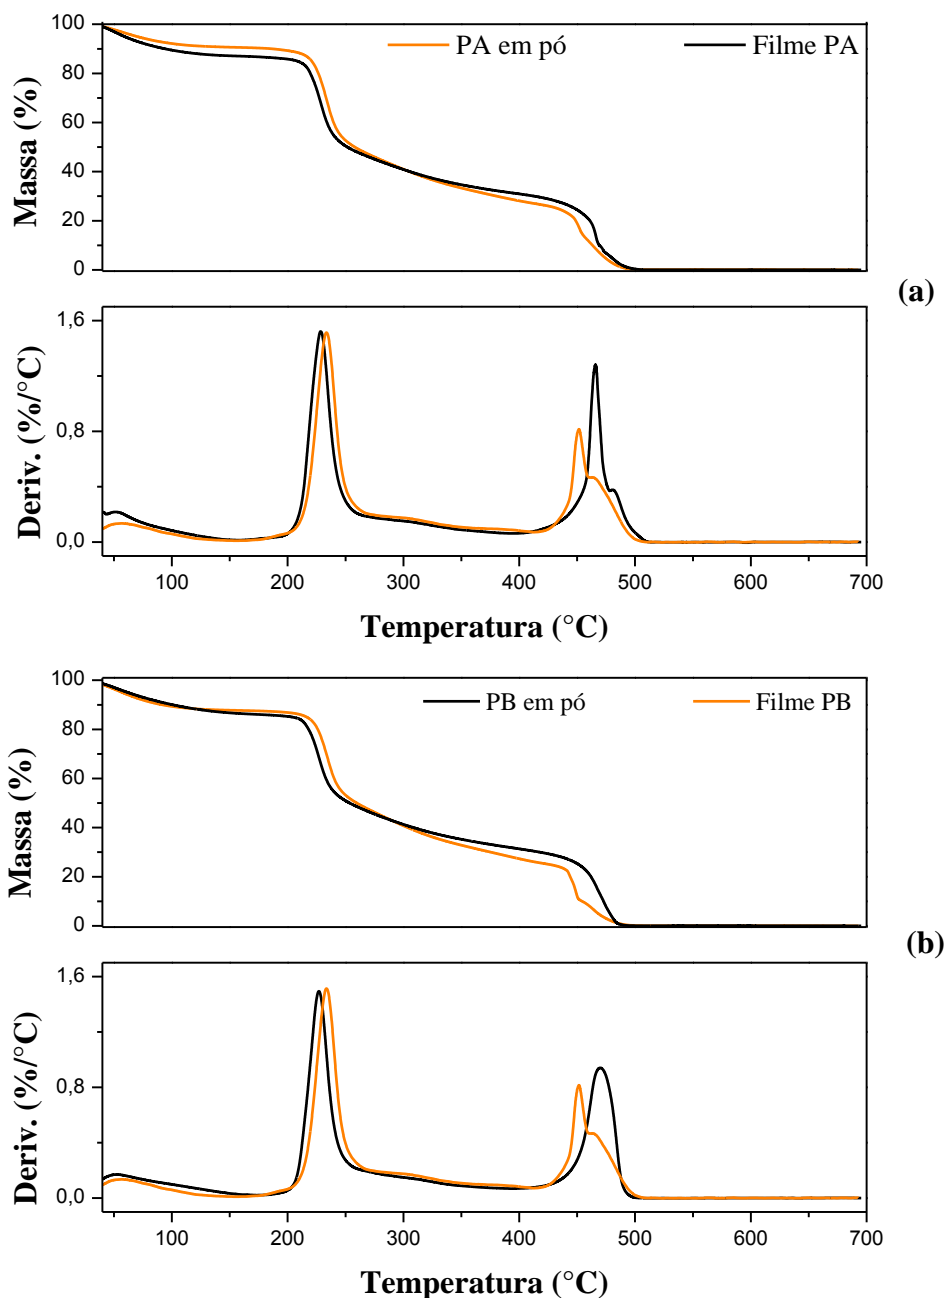 PA em pó
Filme PA
Massa (%)
100
80
60
40
20
0
(a)
Deriv. (%/°C)
1,6
0,8
0,0
100 200 300 400 500 600 700
Temperatura (°C)
PB em pó
Filme PB
Massa (%)
100
80
60
40
20
0
(b)
Deriv. (%/°C)
1,6
0,8
0,0
100 200 300 400 500 600 700
Temperatura (°C)